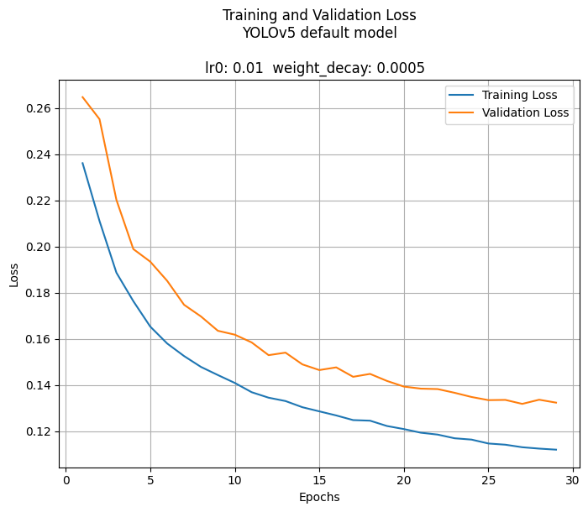 Training and Validation Loss
YOLOv5 default model
lr0: 0.01  weight_decay: 0.0005
Training Loss
Validation Loss
0.26
0.24
0.22
0.20
0.18
0.16
0.14
0.12
Loss
0
5
10
15
20
25
30
Epochs